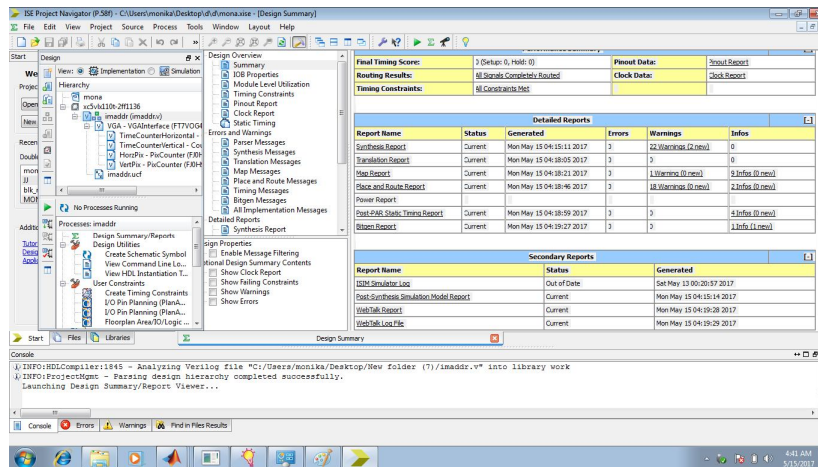 ISE Project Navigator (P.58f) - C:\Users\monika\Desktop\d\d\mona.xise - [Design Summary]
File Edit View Project Source Process Tools Window Layout Help
Start
Design
View: Implementation Simulation
Hierarchy
mona
xc5vlx110t-2ff1136
imaddr (imaddr.v)
VGA - VGAInterface (FT7VOG4
TimeCounterHorizontal -
TimeCounterVertical - Cou
HorzPix - PixCounter (FJ0H
VertPix - PixCounter (FJ0H
imaddr.ucf
No Processes Running
Processes: imaddr
Design Summary/Reports
Design Utilities
Create Schematic Symbol
View Command Line Lo...
View HDL Instantiation T...
User Constraints
Create Timing Constraints
I/O Pin Planning (PlanA...
I/O Pin Planning (PlanA...
Floorplan Area/IO/Logic ...
Design Overview
Summary
IOB Properties
Module Level Utilization
Timing Constraints
Pinout Report
Clock Report
Static Timing
Errors and Warnings
Parser Messages
Synthesis Messages
Translation Messages
Map Messages
Place and Route Messages
Timing Messages
Bitgen Messages
All Implementation Messages
Detailed Reports
Synthesis Report
sign Properties
Enable Message Filtering
tional Design Summary Contents
Show Clock Report
Show Failing Constraints
Show Warnings
Show Errors
Final Timing Score: 0 (Setup: 0, Hold: 0) Pinout Data: Pinout Report
Routing Results: All Signals Completely Routed Clock Data: Clock Report
Timing Constraints: All Constraints Met
Detailed Reports [-]
Report Name Status Generated Errors Warnings Infos
Synthesis Report Current Mon May 15 04:15:11 2017 0 22 Warnings (2 new) 0
Translation Report Current Mon May 15 04:18:05 2017 0 0 0
Map Report Current Mon May 15 04:18:21 2017 0 1 Warning (0 new) 9 Infos (0 new)
Place and Route Report Current Mon May 15 04:18:46 2017 0 18 Warnings (0 new) 2 Infos (0 new)
Power Report
Post-PAR Static Timing Report Current Mon May 15 04:18:59 2017 0 0 4 Infos (0 new)
Bitgen Report Current Mon May 15 04:19:27 2017 0 0 1 Info (1 new)
Secondary Reports [-]
Report Name Status Generated
ISIM Simulator Log Out of Date Sat May 13 00:20:57 2017
Post-Synthesis Simulation Model Report Current Mon May 15 04:15:14 2017
WebTalk Report Current Mon May 15 04:19:28 2017
WebTalk Log File Current Mon May 15 04:19:29 2017
Start Files Libraries Design Summary
Console
INFO:HDLCompiler:1845 - Analyzing Verilog file "C:/Users/monika/Desktop/New folder (7)/imaddr.v" into library work
INFO:ProjectMgmt - Parsing design hierarchy completed successfully.
Launching Design Summary/Report Viewer...
Console Errors Warnings Find in Files Results
4:41 AM
5/15/2017